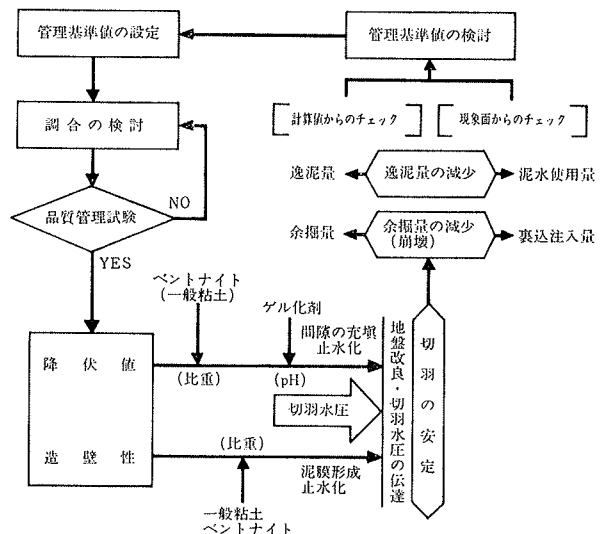 管理基準値の設定
管理基準値の検討
計算値からのチェック
現象面からのチェック
調合の検討
逸泥量
逸泥量の減少
泥水使用量
NO
品質管理試験
余掘量
余掘量の減少
(崩壊)
裏込注入量
YES
ベントナイト
(一般粘土)
ゲル化剤
間隙の充塡
止水化
降伏値
(比重)
(pH)
切羽水圧
地盤改良・切羽水圧の伝達
切羽の安定
造壁性
(比重)
泥膜形成
止水化
一般粘土
ベントナイト